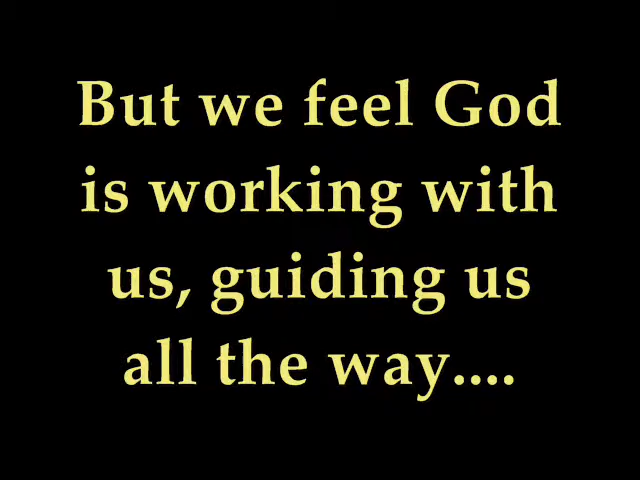 But we feel God
is working with
us, guiding us
all the way....